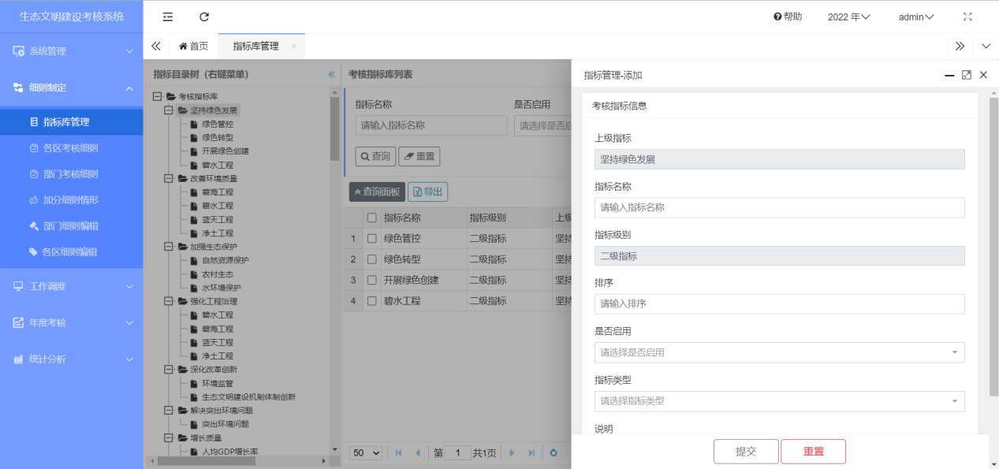 生态文明建设考核系统
帮助
2022 年
admin
首页
指标库管理
系统管理
细则制定
指标库管理
各区考核细则
部门考核细则
加分细则情形
部门细则编辑
各区细则编辑
工作调度
年度考核
统计分析
指标目录树（右键菜单）
考核指标库
坚持绿色发展
绿色管控
绿色转型
开展绿色创建
碧水工程
改善环境质量
碧海工程
碧水工程
蓝天工程
净土工程
加强生态保护
自然资源保护
农村生态
水环境保护
强化工程治理
碧水工程
碧海工程
蓝天工程
净土工程
深化改革创新
环境监管
生态文明建设机制体制创新
解决突出环境问题
突出环境问题
增长质量
人均GDP增长率
考核指标库列表
指标名称 是否启用
请输入指标名称 请选择是否启
查询 重置
查询面板 导出
指标名称 指标级别 上级
1 绿色管控 二级指标 坚持
2 绿色转型 二级指标 坚持
3 开展绿色创建 二级指标 坚持
4 碧水工程 二级指标 坚持
50 第 1 共1页
指标管理-添加
考核指标信息
上级指标
坚持绿色发展
指标名称
请输入指标名称
指标级别
二级指标
排序
请输入排序
是否启用
请选择是否启用
指标类型
请选择指标类型
说明
提交 重置